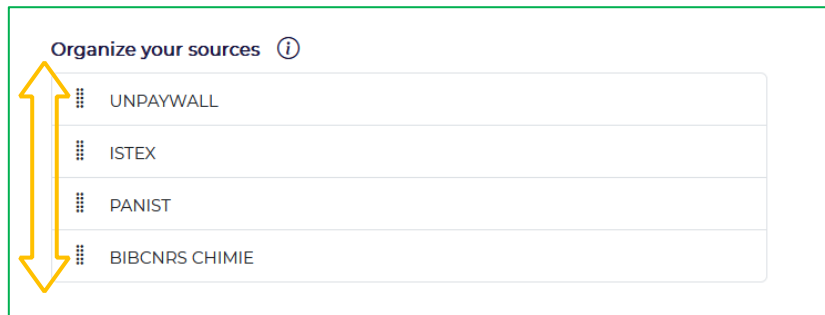 Organize your sources
UNPAYWALL
ISTEX
PANIST
BIBCNRS CHIMIE